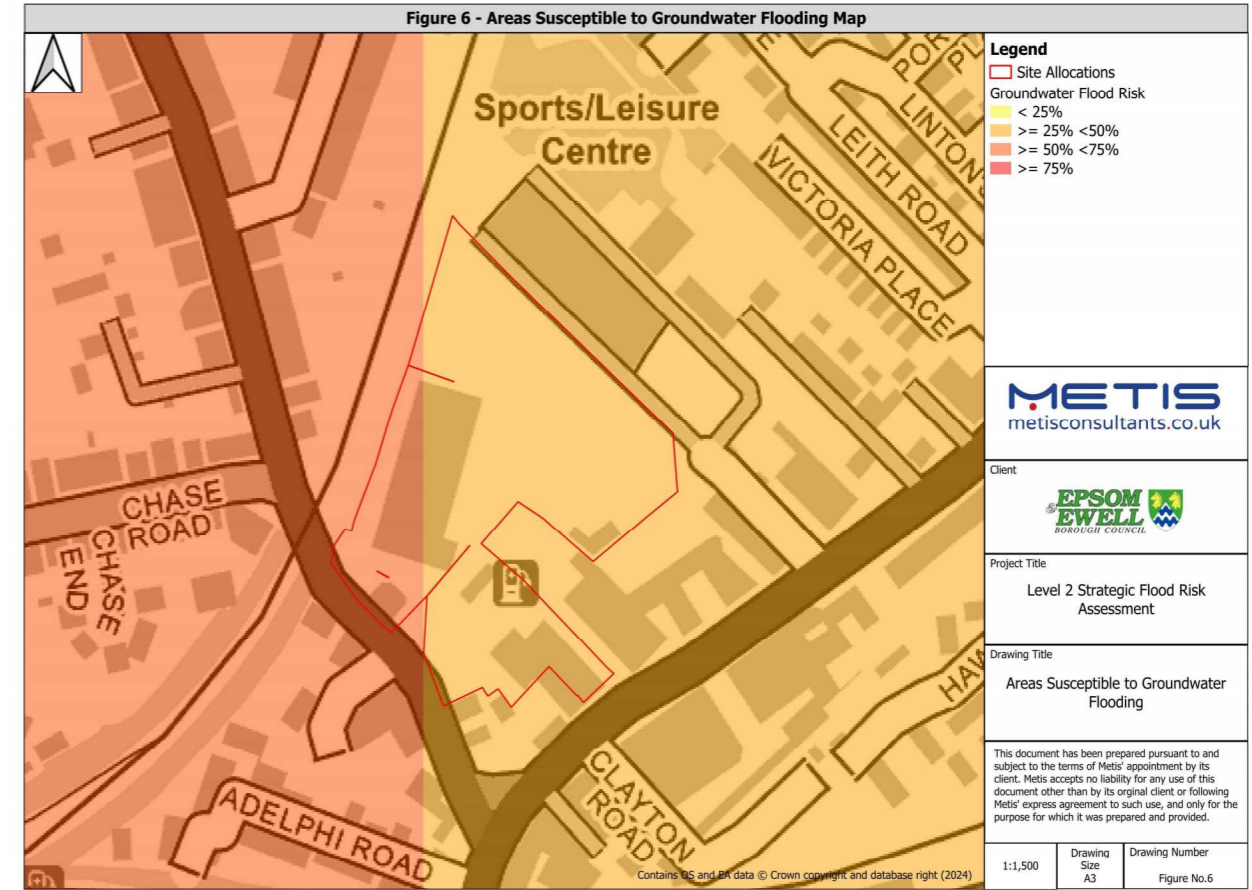 Figure 6 - Areas Susceptible to Groundwater Flooding Map
Sports/Leisure
Centre
LINTON
LEITH ROAD
VICTORIA PLACE
CHASE
ROAD
CHASE
END
ADELPHI ROAD
CLAYTON
ROAD
Contains OS and EA data © Crown copyright and database right (2024)
Legend
Site Allocations
Groundwater Flood Risk
< 25%
>= 25% <50%
>= 50% <75%
>= 75%
METIS
metisconsultants.co.uk
Client
EPSOM
& EWELL
BOROUGH COUNCIL
Project Title
Level 2 Strategic Flood Risk
Assessment
Drawing Title
Areas Susceptible to Groundwater
Flooding
This document has been prepared pursuant to and
subject to the terms of Metis' appointment by its
client. Metis accepts no liability for any use of this
document other than by its orginal client or following
Metis' express agreement to such use, and only for the
purpose for which it was prepared and provided.
1:1,500
Drawing
Size
A3
Drawing Number
Figure No.6